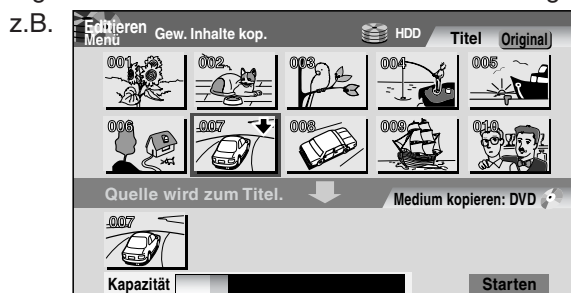 z.B.
Editieren
Menü
Gew. Inhalte kop.
HDD
Titel
Original
001 002 003 004 005
006 007 008 009 010
Quelle wird zum Titel.
Medium kopieren: DVD
007
Kapazität
Starten